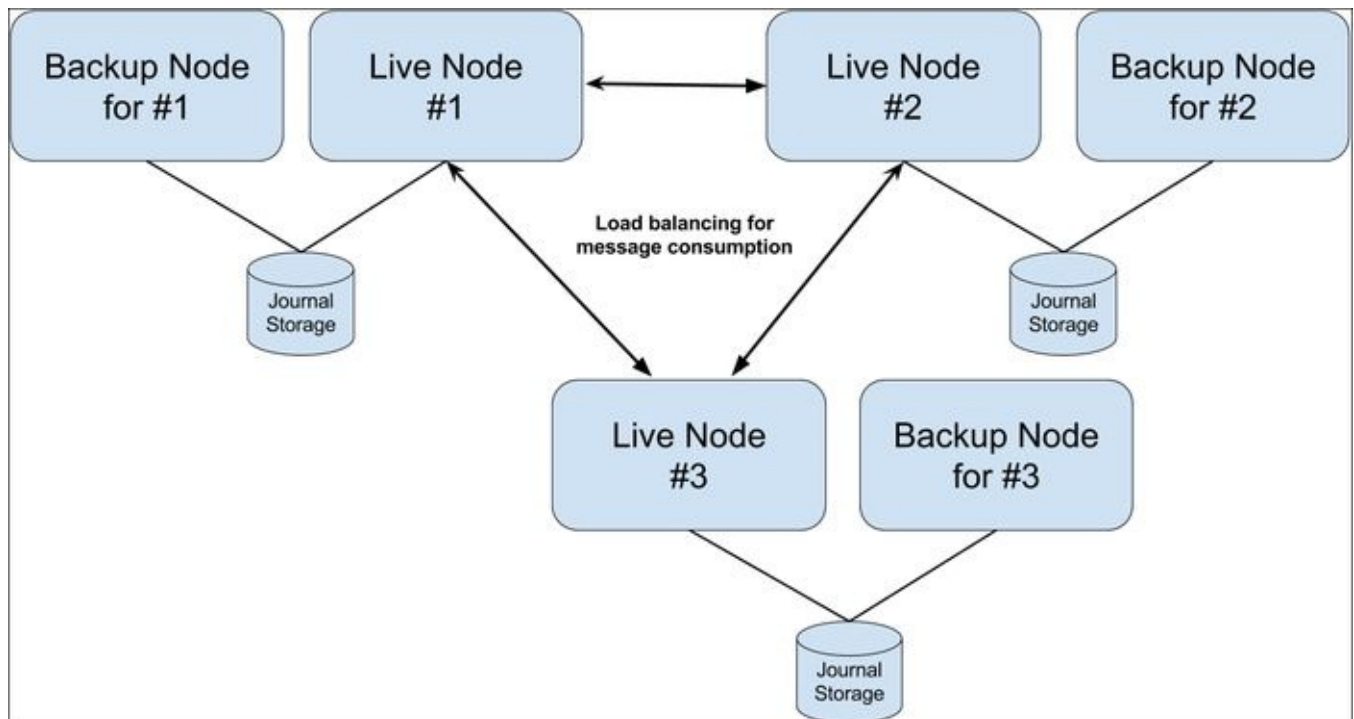 Backup Node
for #1
Live Node
#1
Live Node
#2
Backup Node
for #2
Load balancing for
message consumption
Journal
Storage
Journal
Storage
Live Node
#3
Backup Node
for #3
Journal
Storage